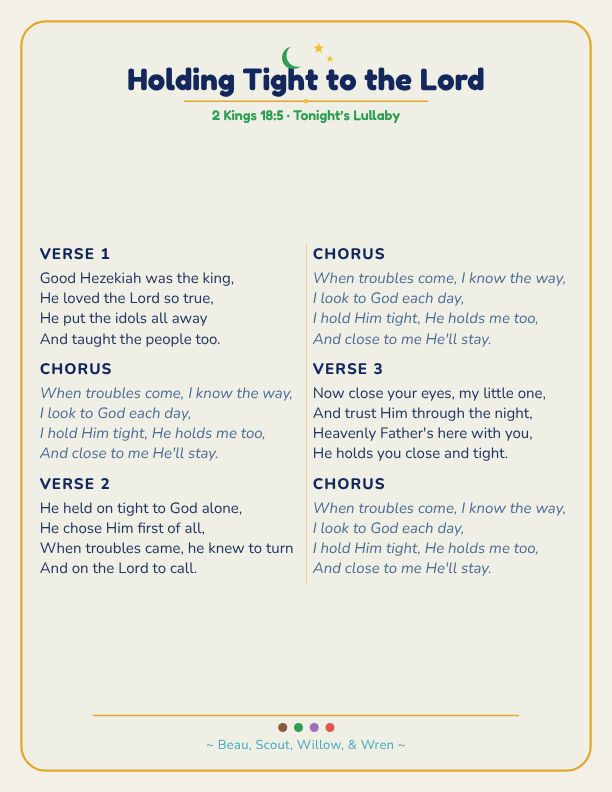 Holding Tight to the Lord
2 Kings 18:5 · Tonight's Lullaby
VERSE 1
Good Hezekiah was the king,
He loved the Lord so true,
He put the idols all away
And taught the people too.
CHORUS
When troubles come, I know the way,
I look to God each day,
I hold Him tight, He holds me too,
And close to me He'll stay.
VERSE 2
He held on tight to God alone,
He chose Him first of all,
When troubles came, he knew to turn
And on the Lord to call.
CHORUS
When troubles come, I know the way,
I look to God each day,
I hold Him tight, He holds me too,
And close to me He'll stay.
VERSE 3
Now close your eyes, my little one,
And trust Him through the night,
Heavenly Father's here with you,
He holds you close and tight.
CHORUS
When troubles come, I know the way,
I look to God each day,
I hold Him tight, He holds me too,
And close to me He'll stay.
~ Beau, Scout, Willow, & Wren ~